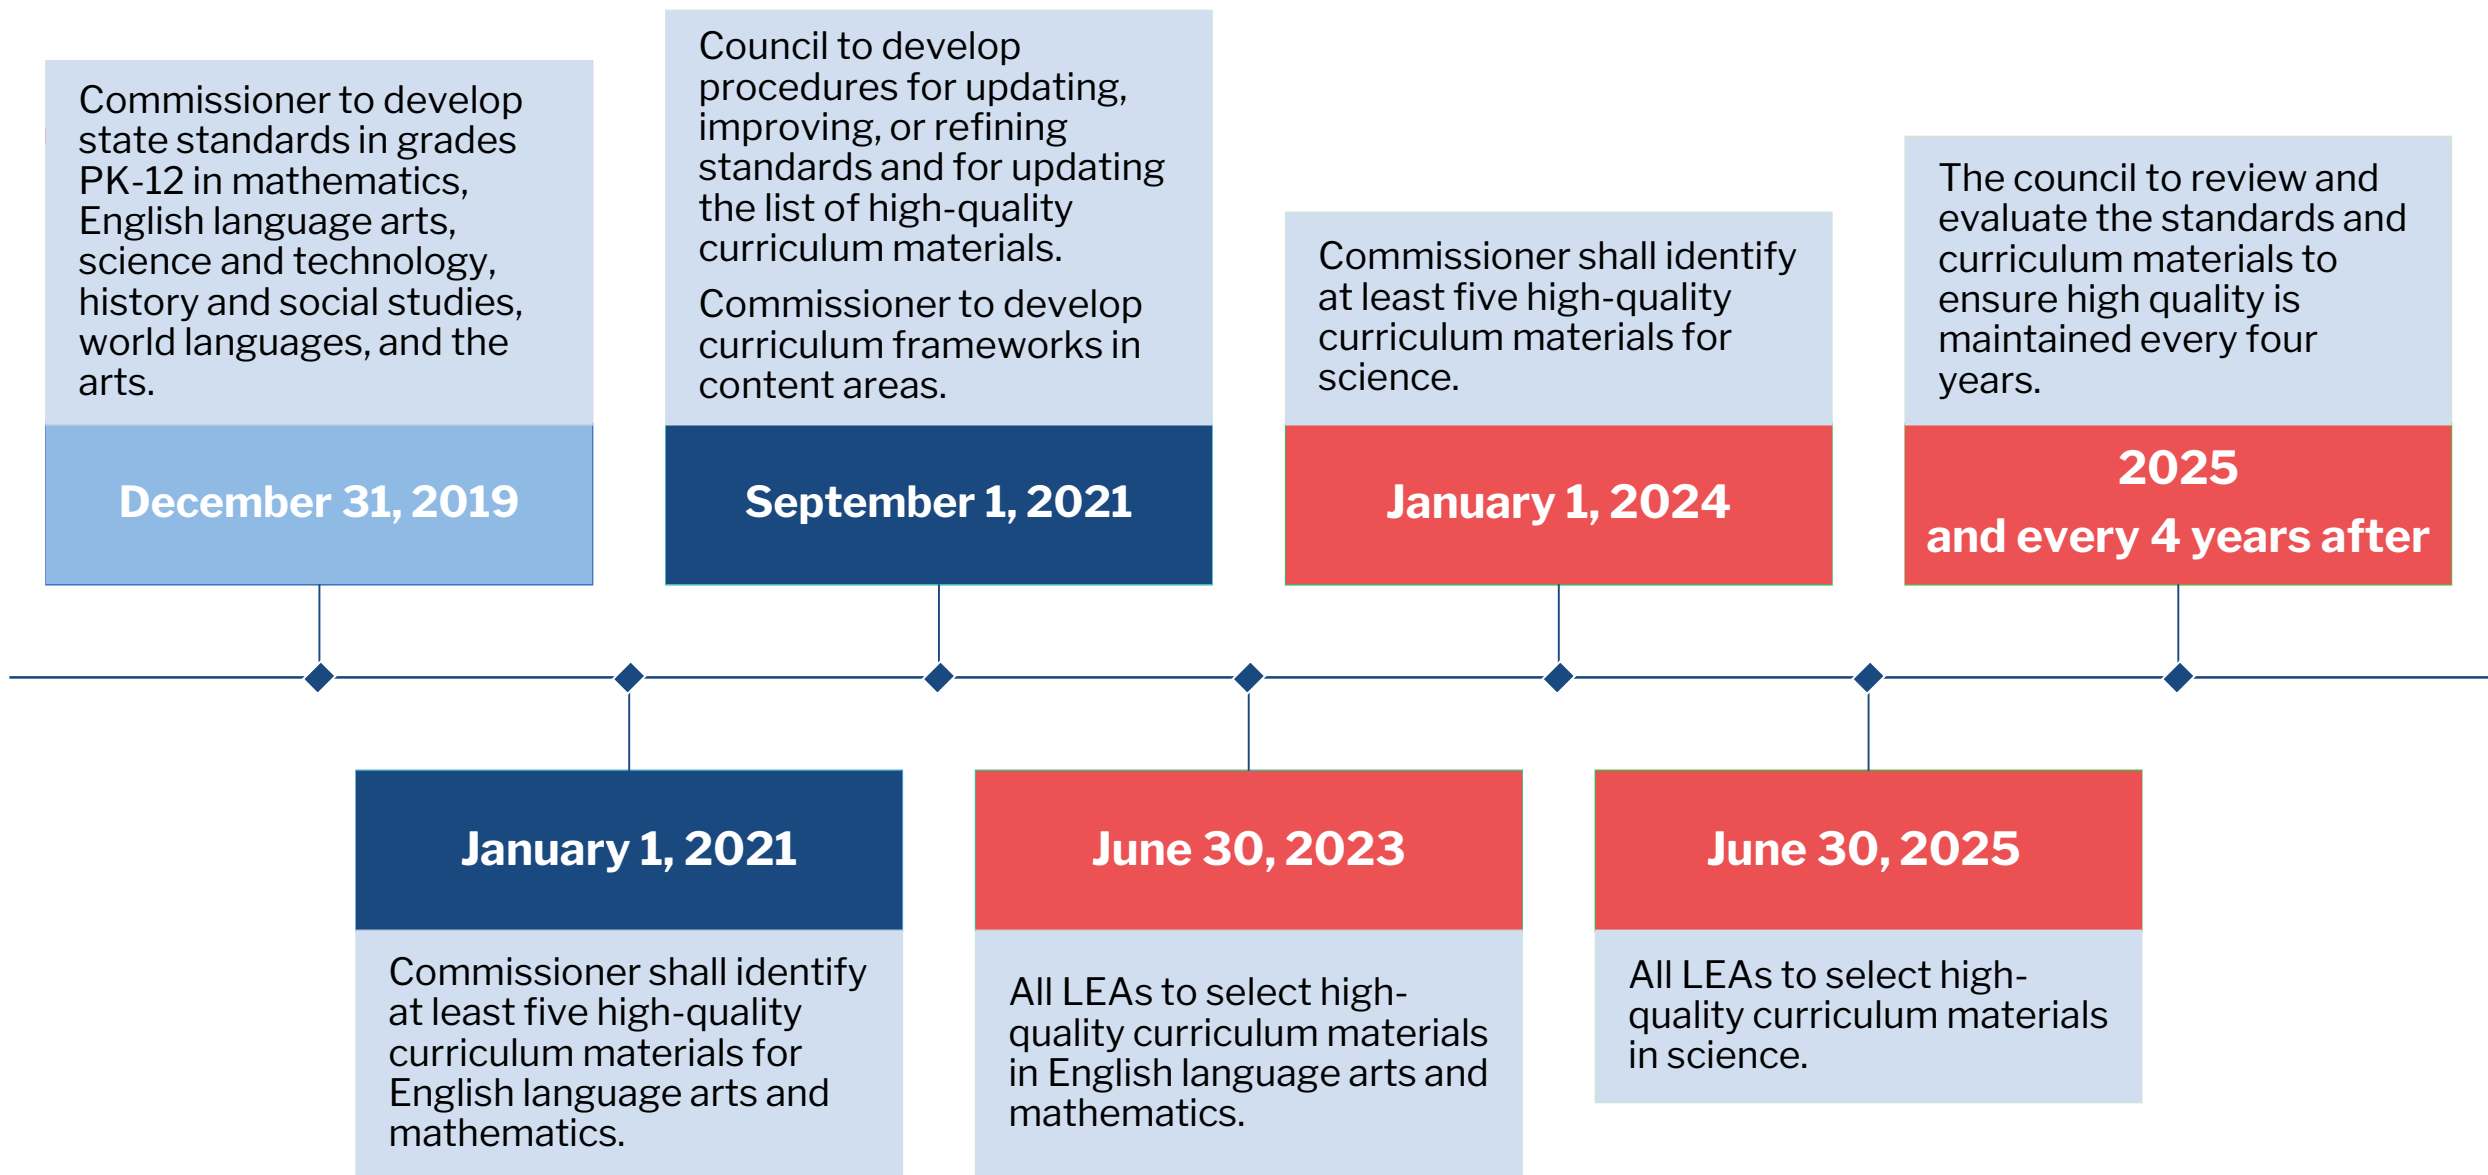 Commissioner to develop
state standards in grades
PK-12 in mathematics,
English language arts,
science and technology,
history and social studies,
world languages, and the
arts.
December 31, 2019
Commissioner shall identify
at least five high-quality
curriculum materials for
English language arts and
mathematics.
January 1, 2021
Council to develop
procedures for updating,
improving, or refining
standards and for updating
the list of high-quality
curriculum materials.
Commissioner to develop
curriculum frameworks in
content areas.
September 1, 2021
June 30, 2023
All LEAs to select high-
quality curriculum materials
in English language arts and
mathematics.
Commissioner shall identify
at least five high-quality
curriculum materials for
science.
January 1, 2024
June 30, 2025
All LEAs to select high-
quality curriculum materials
in science.
The council to review and
evaluate the standards and
curriculum materials to
ensure high quality is
maintained every four
years.
2025
and every 4 years after